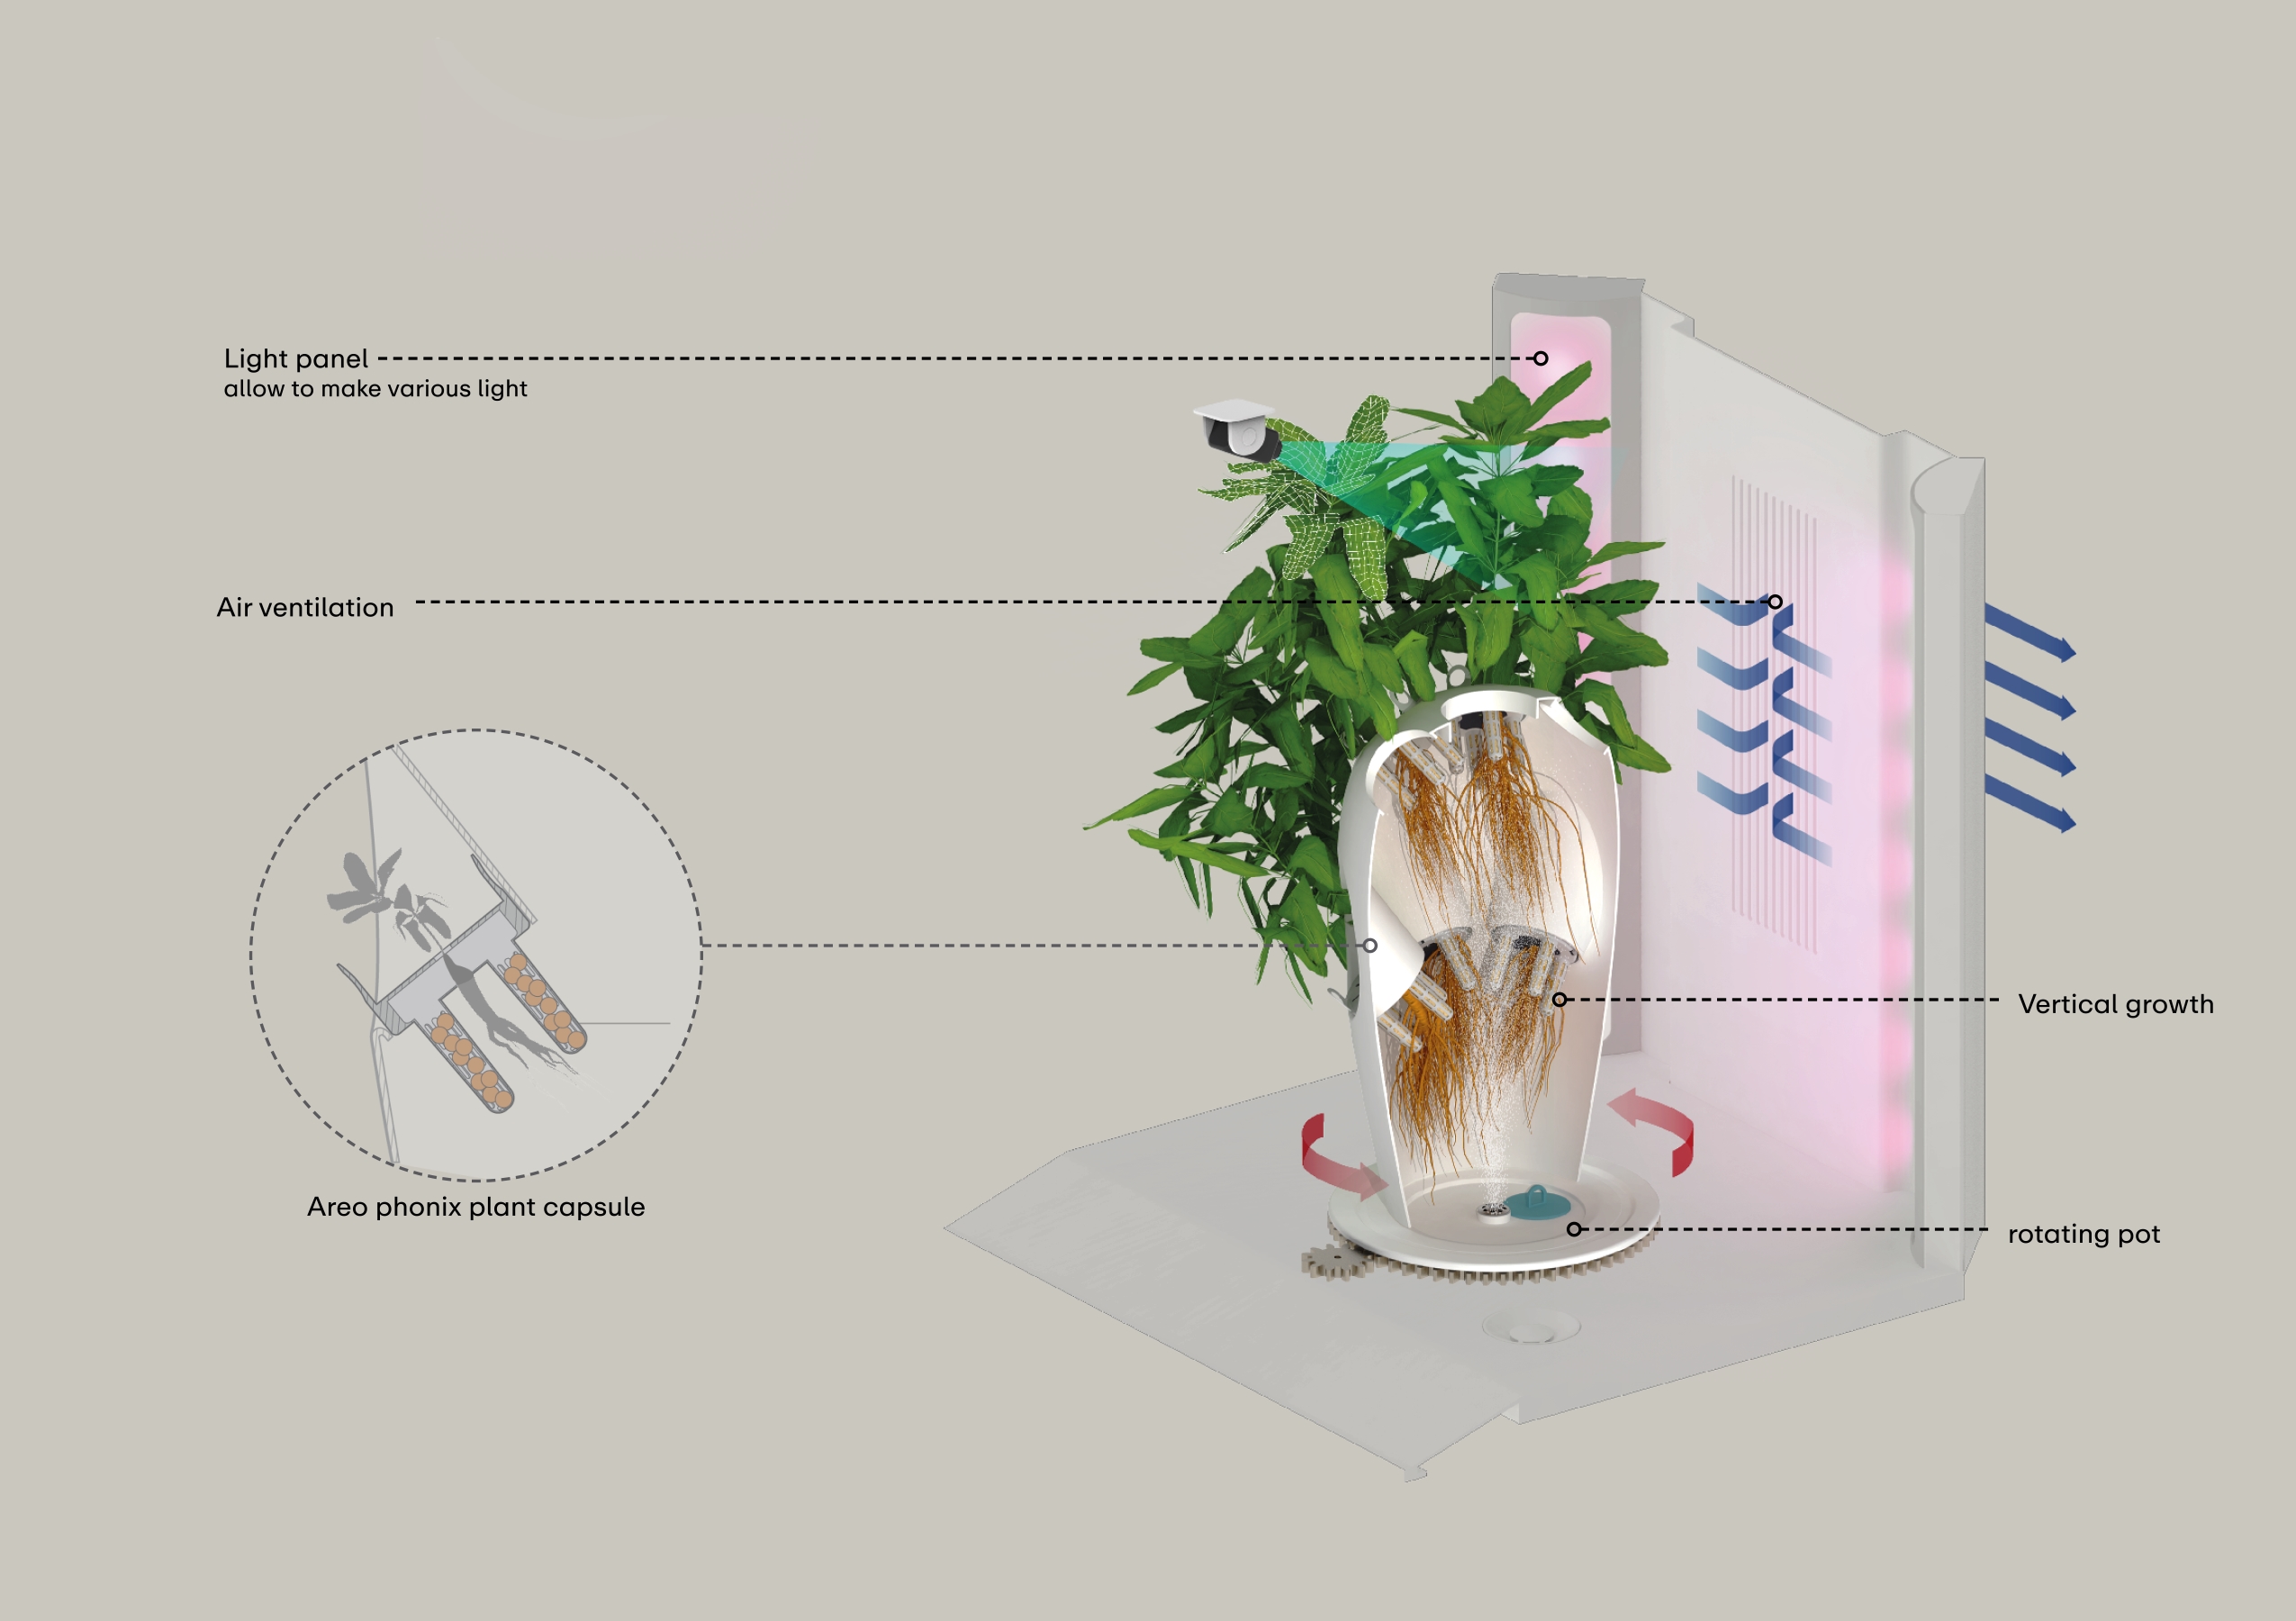 Light panel
allow to make various light
Air ventilation
Vertical growth
Areo phonix plant capsule
rotating pot